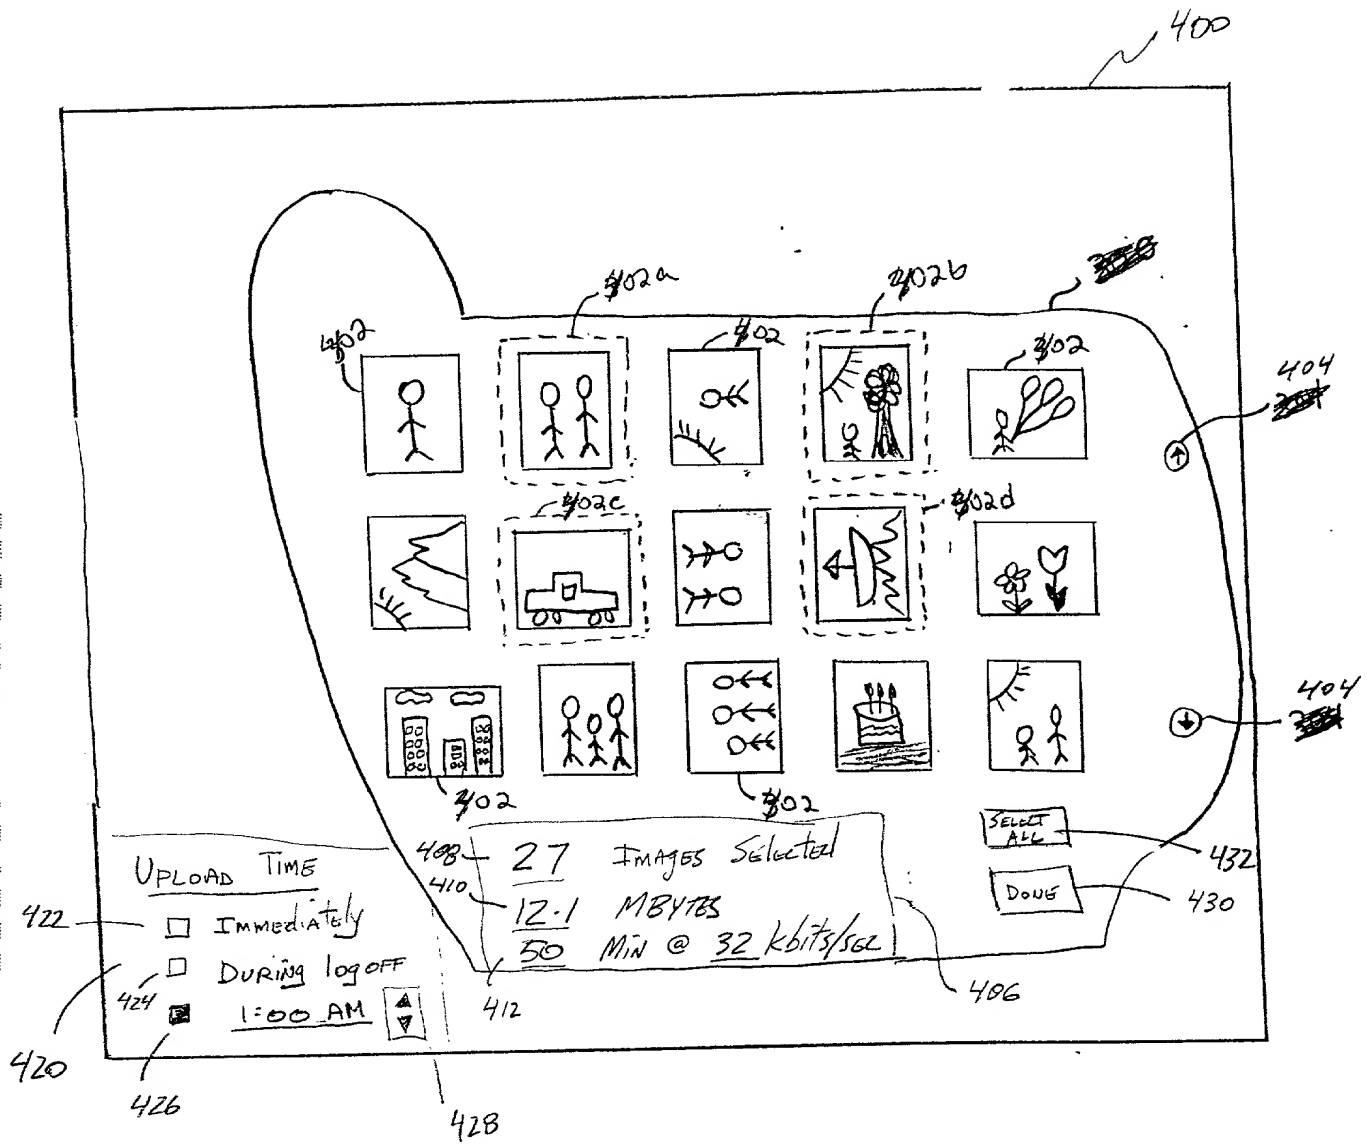 400
402a
402b
402
402
402
404
402c
402d
404
402
402
SELECT
ALL
432
408
27 IMAGES SELECTED
UPLOAD TIME
410
12.1 MBYTES
DONE
430
422
Immediately
50 MIN @ 32 kbits/sec
406
424
DURING logoff
412
1:00 AM
420
426
428